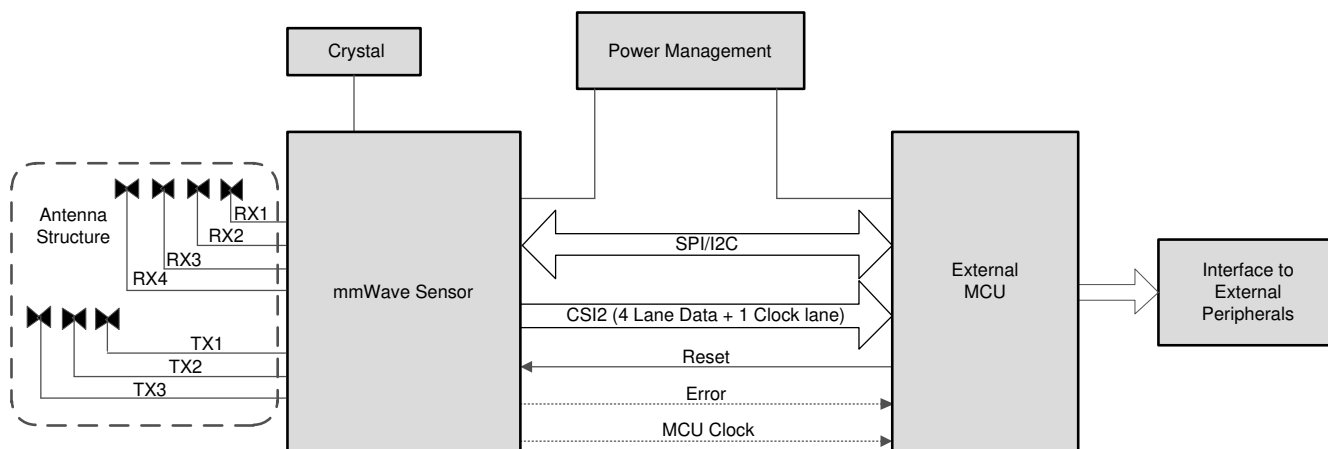 Crystal
Power Management
Antenna
Structure
RX1
RX2
RX3
RX4
TX1
TX2
TX3
mmWave Sensor
SPI/I2C
CSI2 (4 Lane Data + 1 Clock lane)
Reset
Error
MCU Clock
External
MCU
Interface to
External
Peripherals